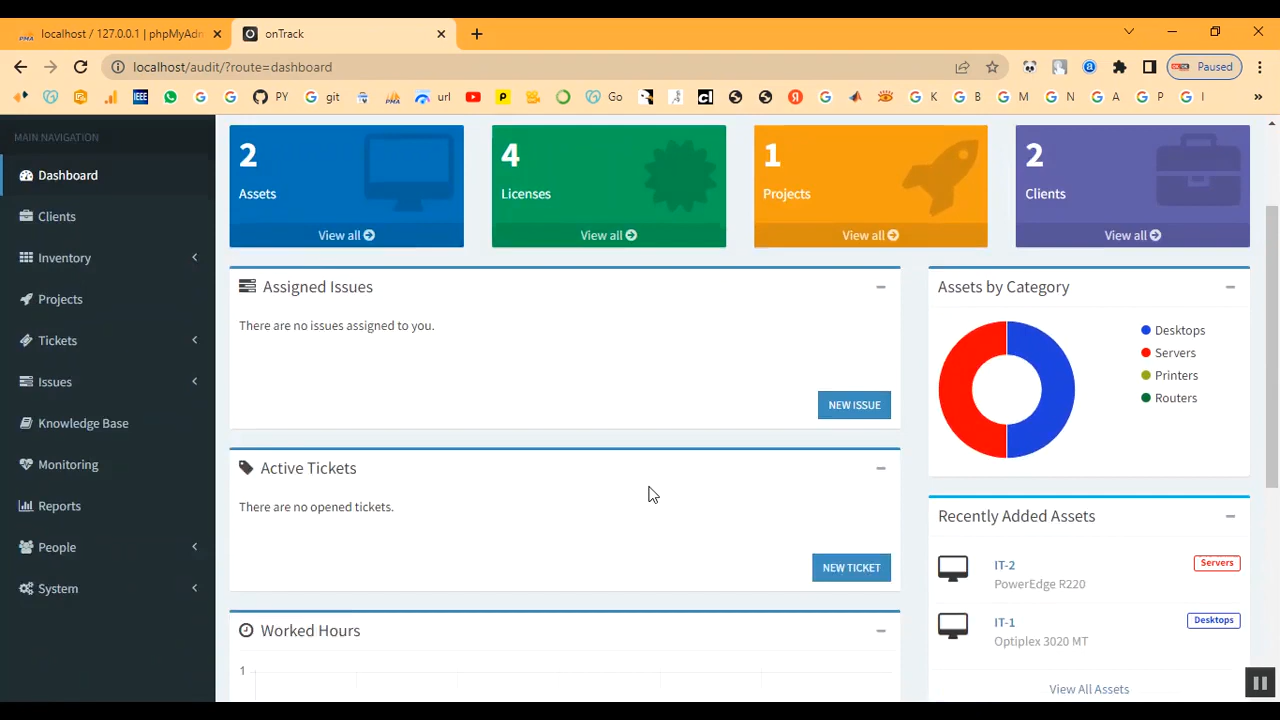 localhost / 127.0.0.1 | phpMyAdm
onTrack
localhost/audit/?route=dashboard
Paused
IEEE
PY
git
url
Go
K
B
M
N
A
P
I
MAIN NAVIGATION
Dashboard
Clients
Inventory
Projects
Tickets
Issues
Knowledge Base
Monitoring
Reports
People
System
2
Assets
View all
4
Licenses
View all
1
Projects
View all
2
Clients
View all
Assigned Issues
There are no issues assigned to you.
NEW ISSUE
Active Tickets
There are no opened tickets.
NEW TICKET
Worked Hours
1
Assets by Category
Desktops
Servers
Printers
Routers
Recently Added Assets
IT-2
Servers
PowerEdge R220
IT-1
Desktops
Optiplex 3020 MT
View All Assets